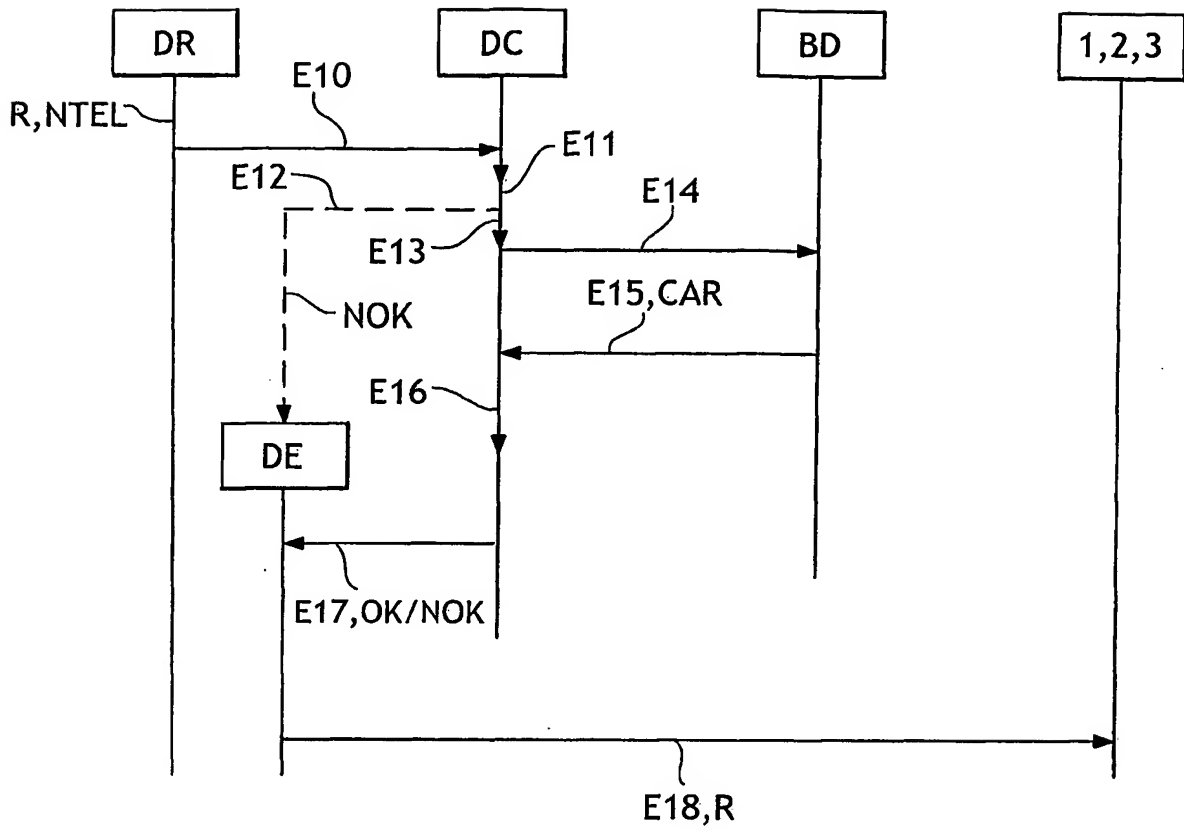 DR
DC
BD
1,2,3
E10
R,NTEL
E11
E12
E14
E13
E15,CAR
NOK
E16
DE
E17,OK/NOK
E18,R